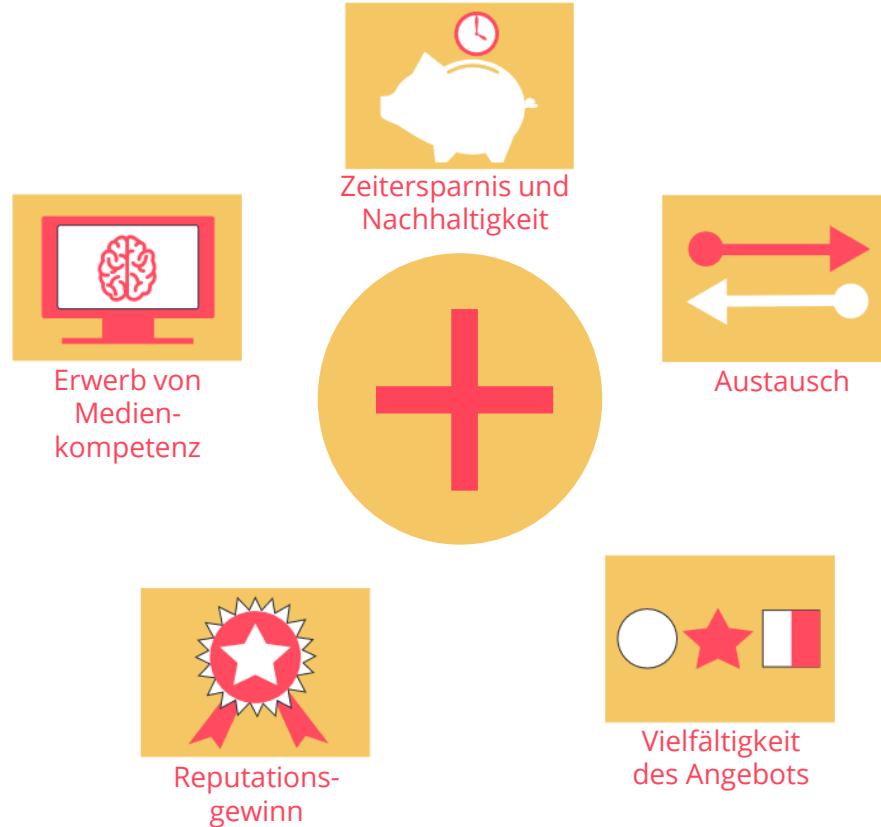 Zeitersparnis und
Nachhaltigkeit
Erwerb von
Medien-
kompetenz
Austausch
Reputations-
gewinn
Vielfältigkeit
des Angebots